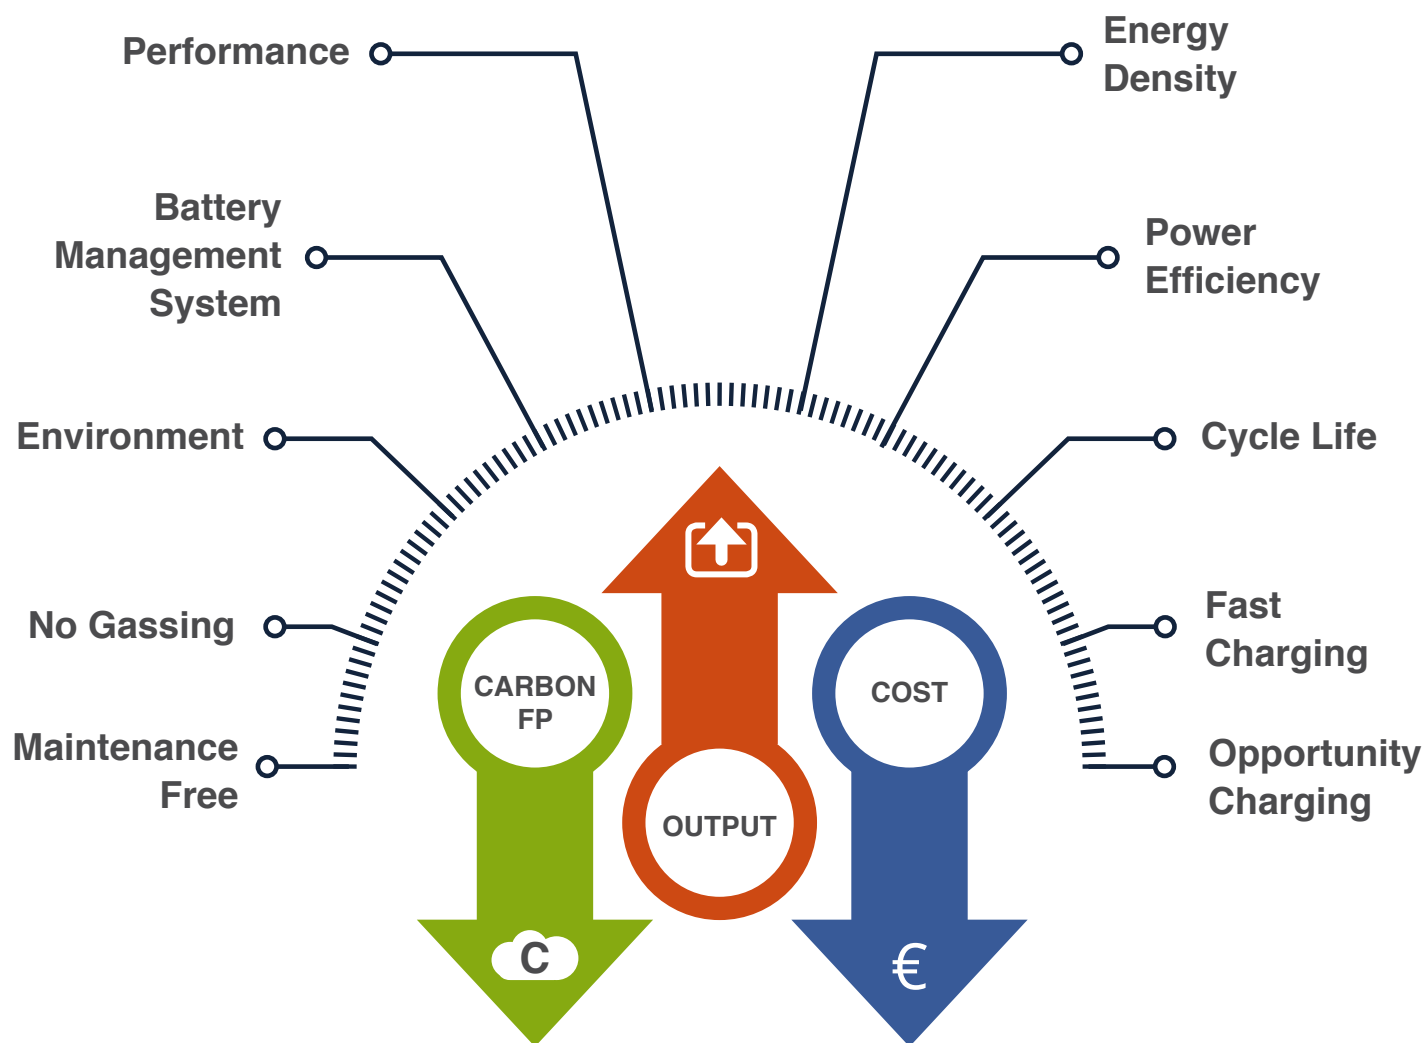 Performance
Energy
Density
Battery
Management
System
Power
Efficiency
Environment
Cycle Life
No Gassing
Fast
Charging
Maintenance
Free
Opportunity
Charging
CARBON
FP
OUTPUT
COST
C
€